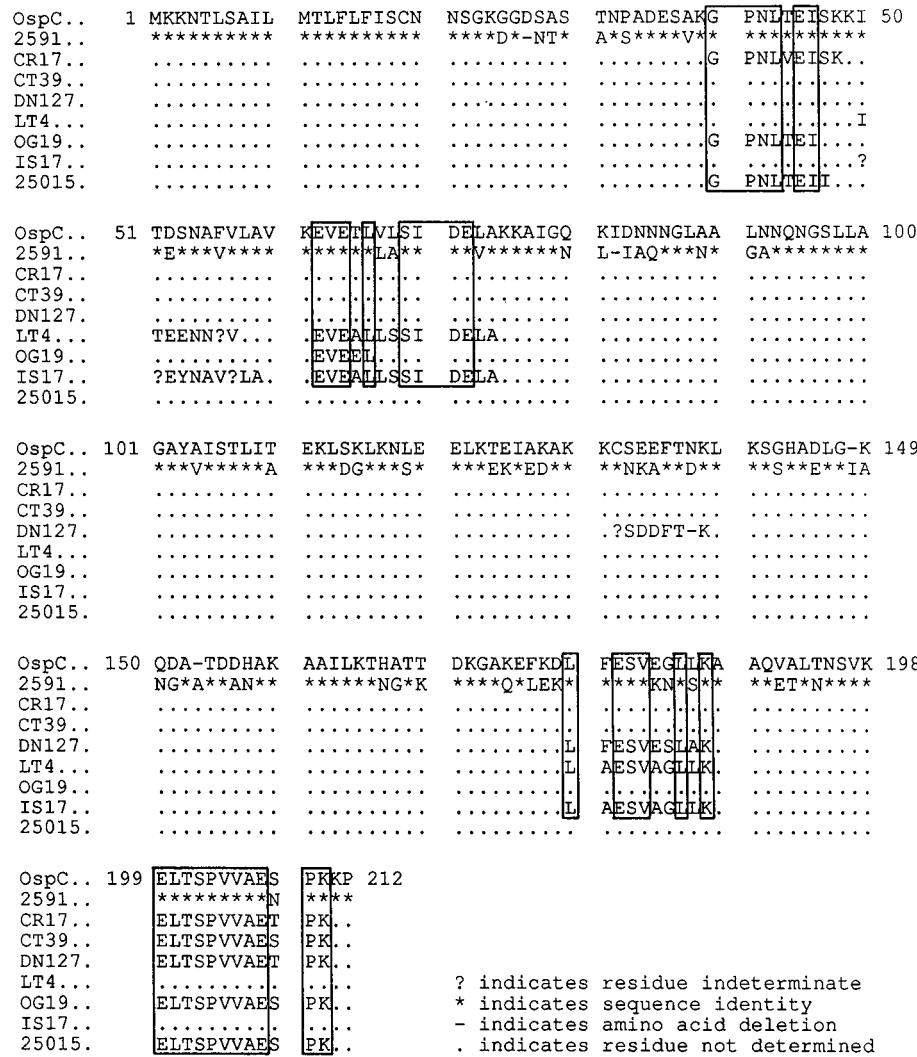 OspC.. 1 MKKNTLSAIL MTLFLFISCN NSGKGGDSAS TNPADESAKG PNLTEISKKI 50
2591.. ********** ********** ****D*-NT* A*S****V** **********
CR17.. .......... .......... .......... .........G PNLVEISK..
CT39.. .......... .......... .......... .......... ..........
DN127. .......... .......... .......... .......... ..........
LT4... .......... .......... .......... .......... .........I
OG19.. .......... .......... .......... .........G PNLTEI....
IS17.. .......... .......... .......... .......... .........?
25015. .......... .......... .......... .........G PNLTEII...
OspC.. 51 TDSNAFVLAV KEVETLVLSI DELAKKAIGQ KIDNNNGLAA LNNQNGSLLA 100
2591.. *E***V**** ******LA** **V******N L-IAQ***N* GA********
CR17.. .......... .......... .......... .......... ..........
CT39.. .......... .......... .......... .......... ..........
DN127. .......... .......... .......... .......... ..........
LT4... TEENN?V... .EVEALLSSI DELA...... .......... ..........
OG19.. .......... .EVEEL.... .......... .......... ..........
IS17.. ?EYNAV?LA. .EVEALLSSI DELA...... .......... ..........
25015. .......... .......... .......... .......... ..........
OspC.. 101 GAYAISTLIT EKLSKLKNLE ELKTEIAKAK KCSEEFTNKL KSGHADLG-K 149
2591.. ***V*****A ***DG***S* ***EK*ED** **NKA**D** **S**E**IA
CR17.. .......... .......... .......... .......... ..........
CT39.. .......... .......... .......... .......... ..........
DN127. .......... .......... .......... .?SDDFT-K. ..........
LT4... .......... .......... .......... .......... ..........
OG19.. .......... .......... .......... .......... ..........
IS17.. .......... .......... .......... .......... ..........
25015. .......... .......... .......... .......... ..........
OspC.. 150 QDA-TDDHAK AAILKTHATT DKGAKEFKDL FESVEGLLKA AQVALTNSVK 198
2591.. NG*A**AN** ******NG*K ****Q*LEK* ****KN*S** **ET*N****
CR17.. .......... .......... .......... .......... ..........
CT39.. .......... .......... .......... .......... ..........
DN127. .......... .......... .........L FESVESLAK. ..........
LT4... .......... .......... .........L AESVAGLLK. ..........
OG19.. .......... .......... .......... .......... ..........
IS17.. .......... .......... .........L AESVAGLLK. ..........
25015. .......... .......... .......... .......... ..........
OspC.. 199 ELTSPVVAES PKKP 212
2591.. *********N ****
CR17.. ELTSPVVAET PK..
CT39.. ELTSPVVAES PK..
DN127. ELTSPVVAET PK..
LT4... .......... ....
OG19.. ELTSPVVAES PK..
IS17.. .......... ....
25015. ELTSPVVAES PK..
? indicates residue indeterminate
* indicates sequence identity
- indicates amino acid deletion
. indicates residue not determined